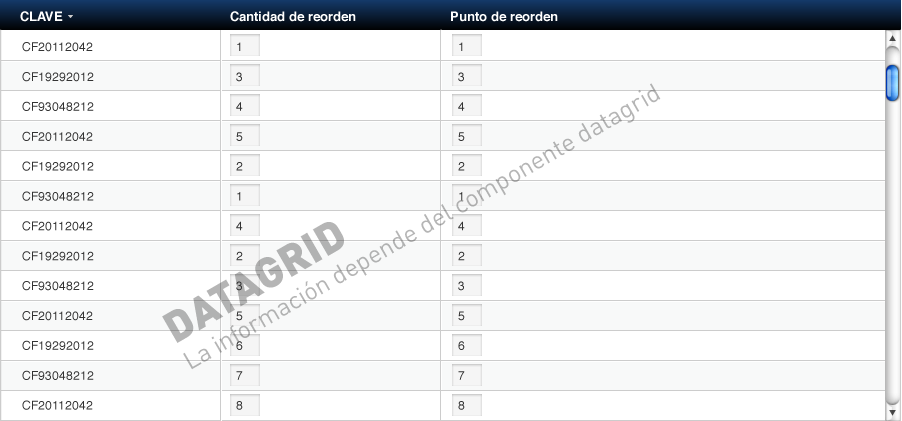 CLAVE Cantidad de reorden Punto de reorden
CF20112042 1 1
CF19292012 3 3
CF93048212 4 4
CF20112042 5 5
CF19292012 2 2
CF93048212 1 1
CF20112042 4 4
CF19292012 2 2
CF93048212 3 3
CF20112042 5 5
CF19292012 6 6
CF93048212 7 7
CF20112042 8 8
DATAGRID
La información depende del componente datagrid